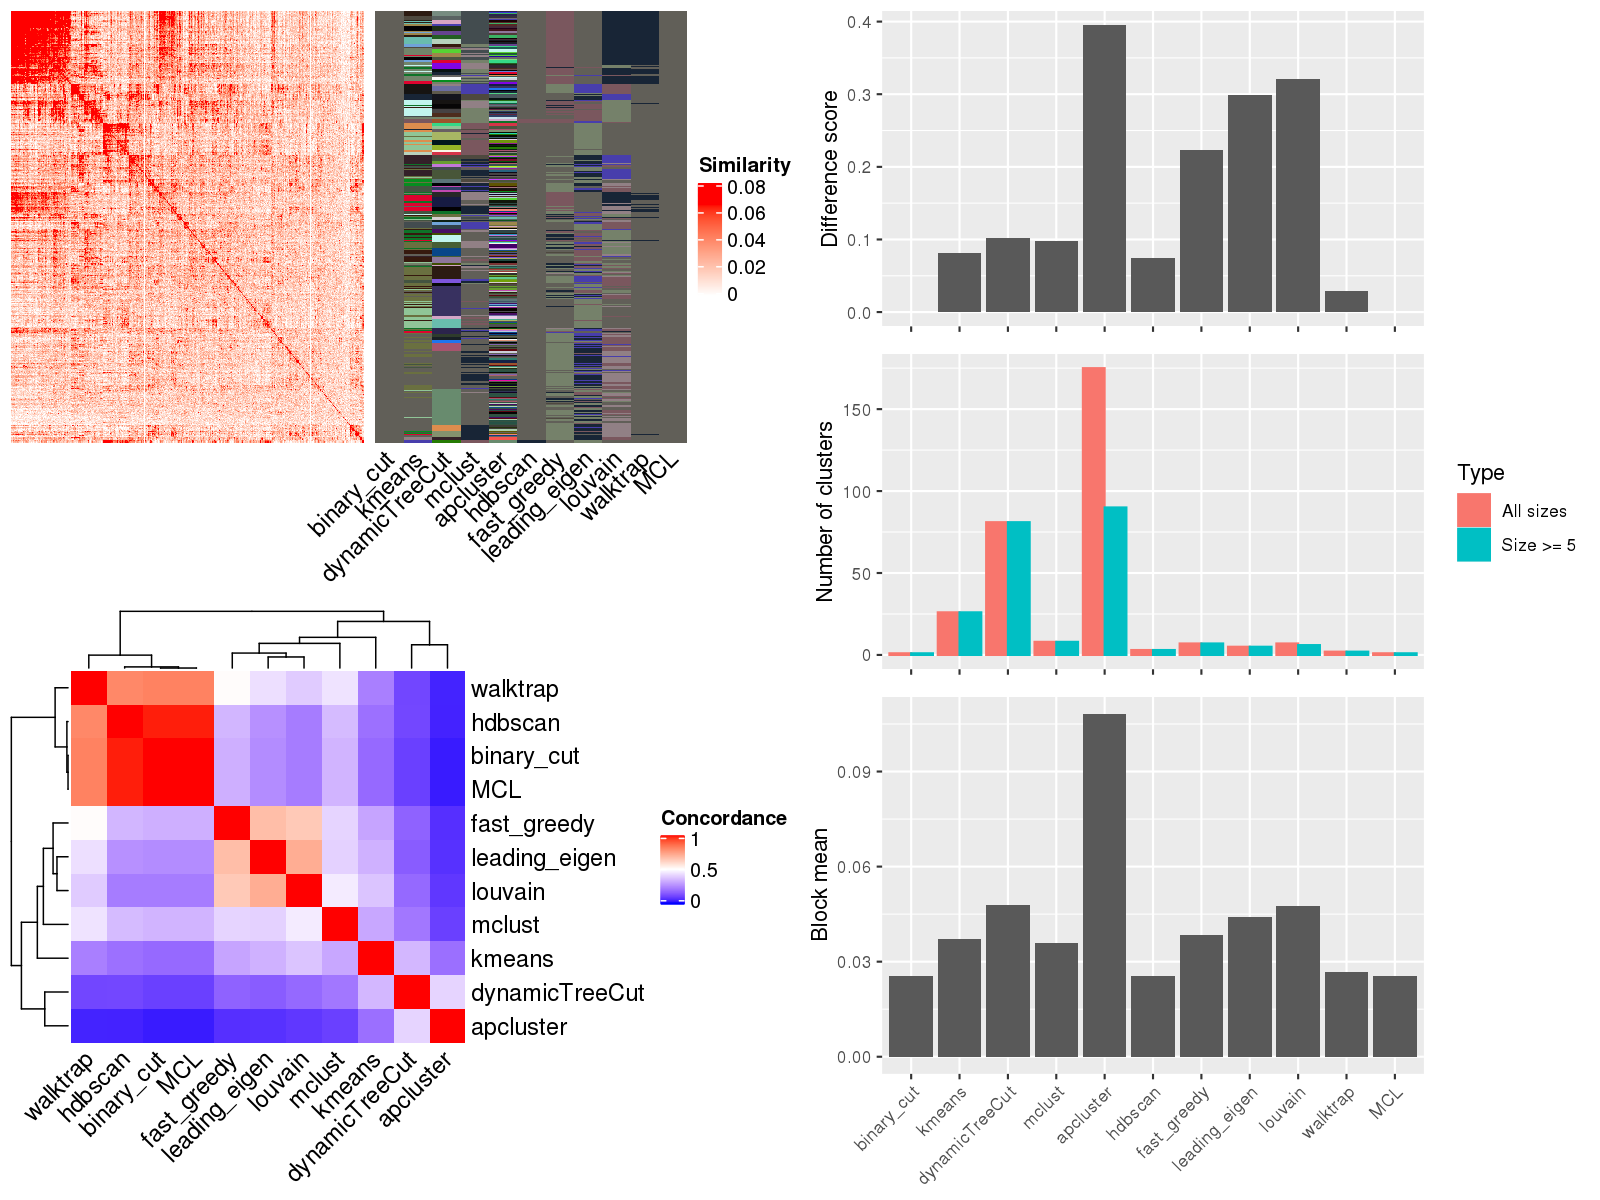 Similarity
0.08
0.06
0.04
0.02
0
binary_cut
kmeans
dynamicTreeCut
mclust
apcluster
hdbscan
fast_greedy
leading_eigen
louvain
walktrap
MCL
walktrap
hdbscan
binary_cut
MCL
fast_greedy
leading_eigen
louvain
mclust
kmeans
dynamicTreeCut
apcluster
walktrap
hdbscan
binary_cut
MCL
fast_greedy
leading_eigen
louvain
mclust
kmeans
dynamicTreeCut
apcluster
Concordance
1
0.5
0
Difference score
0.4
0.3
0.2
0.1
0.0
Number of clusters
150
100
50
0
Type
All sizes
Size >= 5
Block mean
0.09
0.06
0.03
0.00
binary_cut
kmeans
dynamicTreeCut
mclust
apcluster
hdbscan
fast_greedy
leading_eigen
louvain
walktrap
MCL